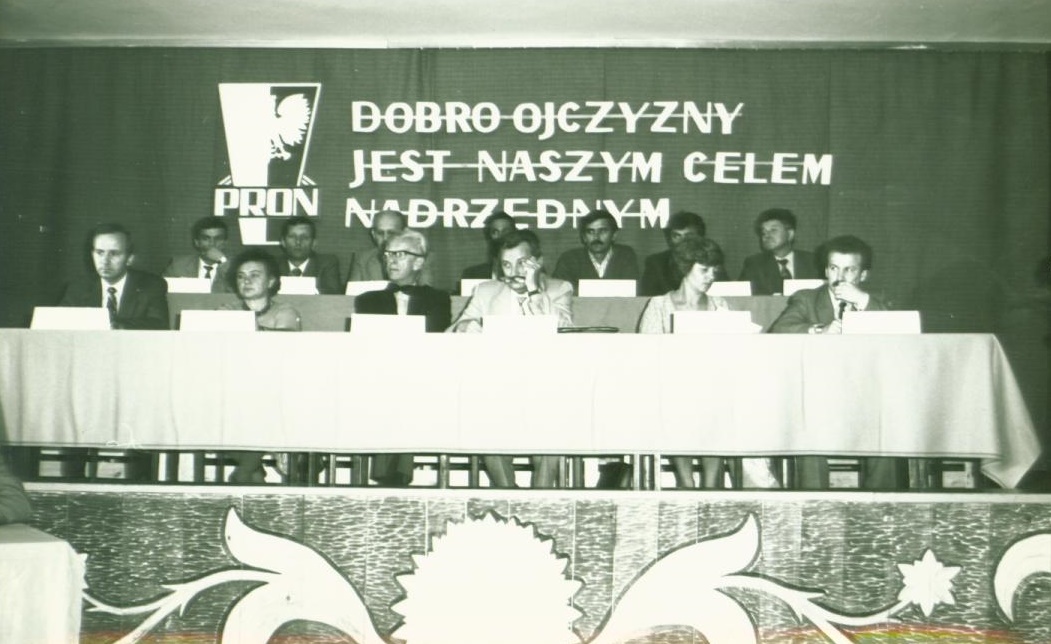 PRON
DOBRO OJCZYZNY
JEST NASZYM CELEM
NADRZĘDNYM